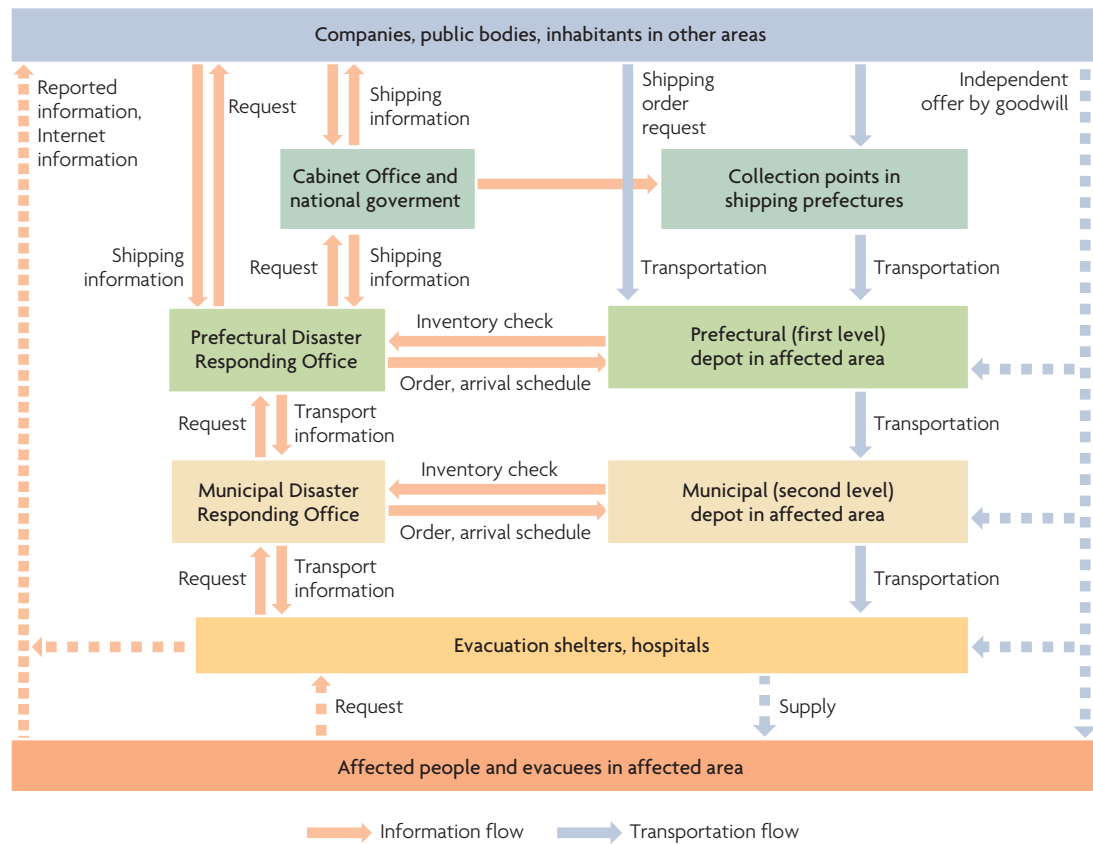 Companies, public bodies, inhabitants in other areas
Reported
information,
Internet
information
Request
Shipping
information
Shipping
order
request
Independent
offer by goodwill
Cabinet Office and
national goverment
Collection points in
shipping prefectures
Shipping
information
Request
Shipping
information
Transportation
Transportation
Prefectural Disaster
Responding Office
Inventory check
Order, arrival schedule
Prefectural (first level)
depot in affected area
Request
Transport
information
Transportation
Municipal Disaster
Responding Office
Inventory check
Order, arrival schedule
Municipal (second level)
depot in affected area
Request
Transport
information
Transportation
Evacuation shelters, hospitals
Request
Supply
Affected people and evacuees in affected area
Information flow
Transportation flow